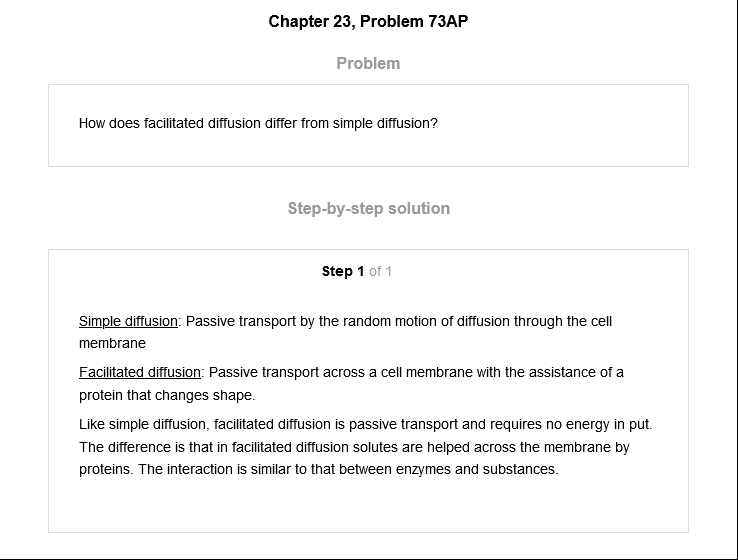 Chapter 23, Problem 73AP
Problem
How does facilitated diffusion differ from simple diffusion?
Step-by-step solution
Step 1 of 1
Simple diffusion: Passive transport by the random motion of diffusion through the cell
membrane
Facilitated diffusion: Passive transport across a cell membrane with the assistance of a
protein that changes shape.
Like simple diffusion, facilitated diffusion is passive transport and requires no energy in put.
The difference is that in facilitated diffusion solutes are helped across the membrane by
proteins. The interaction is similar to that between enzymes and substances.